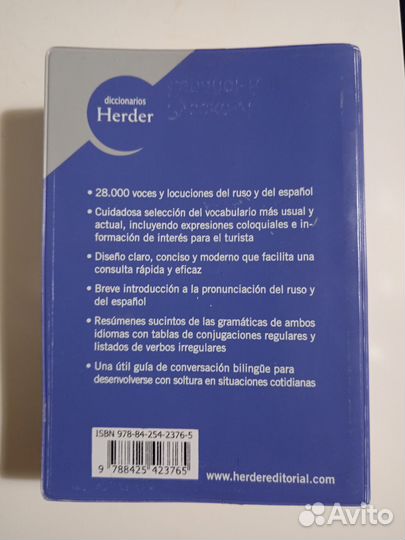 diccionarios
Herder
• 28.000 voces y locuciones del ruso y del español
• Cuidadosa selección del vocabulario más usual y
actual, incluyendo expresiones coloquiales e in-
formación de interés para el turista
• Diseño claro, conciso y moderno que facilita una
consulta rápida y eficaz
• Breve introducción a la pronunciación del ruso y
del español
• Resúmenes sucintos de las gramáticas de ambos
idiomas con tablas de conjugaciones regulares y
listados de verbos irregulares
• Una útil guía de conversación bilingüe para
desenvolverse con soltura en situaciones cotidianas
ISBN 978-84-254-2376-5
9 788425 423765
www.herdereditorial.com
Avito